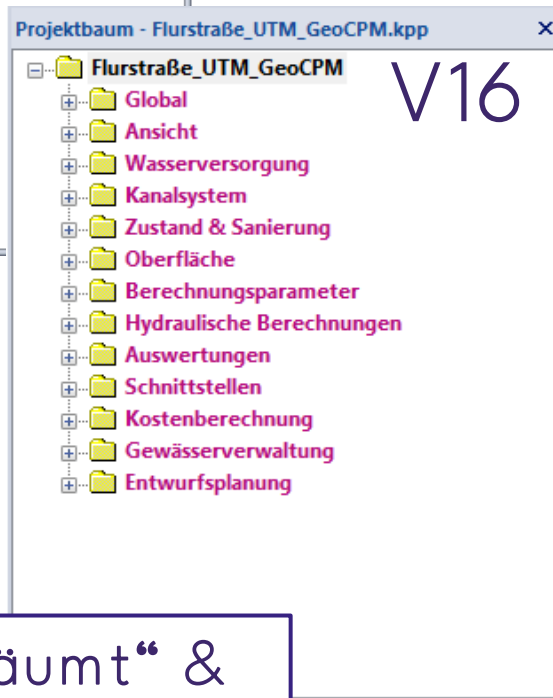 Projektbaum - Flurstraße_UTM_GeoCPM.kpp
Flurstraße_UTM_GeoCPM
V16
Global
Ansicht
Wasserversorgung
Kanalsystem
Zustand & Sanierung
Oberfläche
Berechnungsparameter
Hydraulische Berechnungen
Auswertungen
Schnittstellen
Kostenberechnung
Gewässerverwaltung
Entwurfsplanung
äumt“ &